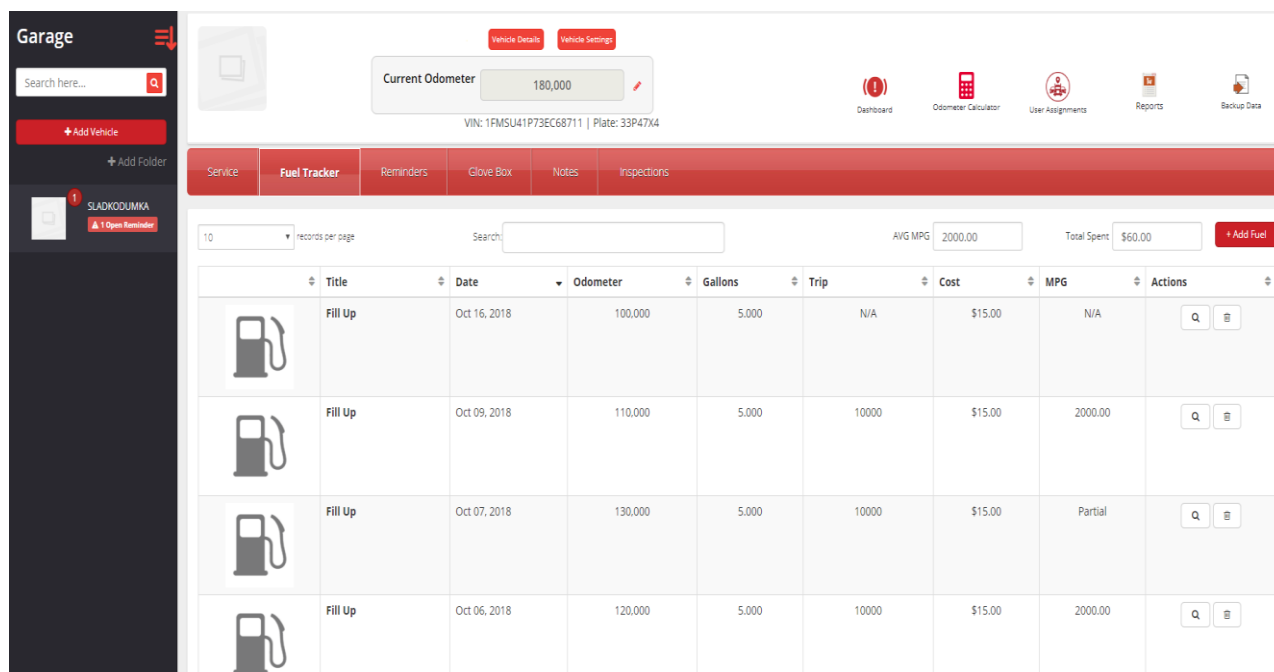 Garage
Search here...
+ Add Vehicle
+ Add Folder
1
SLADKODUMKA
1 Open Reminder
Vehicle Details Vehicle Settings
Current Odometer 180,000
VIN: 1FMSU41P73EC68711 | Plate: 33P47X4
Dashboard Odometer Calculator User Assignments Reports Backup Data
Service Fuel Tracker Reminders Glove Box Notes Inspections
10 records per page Search: AVG MPG 2000.00 Total Spent $60.00 + Add Fuel
Title Date Odometer Gallons Trip Cost MPG Actions
Fill Up Oct 16, 2018 100,000 5.000 N/A $15.00 N/A
Fill Up Oct 09, 2018 110,000 5.000 10000 $15.00 2000.00
Fill Up Oct 07, 2018 130,000 5.000 10000 $15.00 Partial
Fill Up Oct 06, 2018 120,000 5.000 10000 $15.00 2000.00